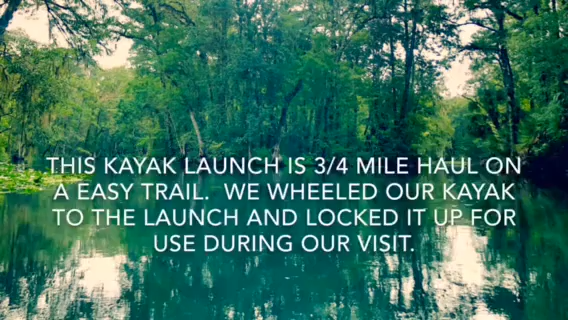 THIS KAYAK LAUNCH IS 3/4 MILE HAUL ON
A EASY TRAIL. WE WHEELED OUR KAYAK
TO THE LAUNCH AND LOCKED IT UP FOR
USE DURING OUR VISIT.